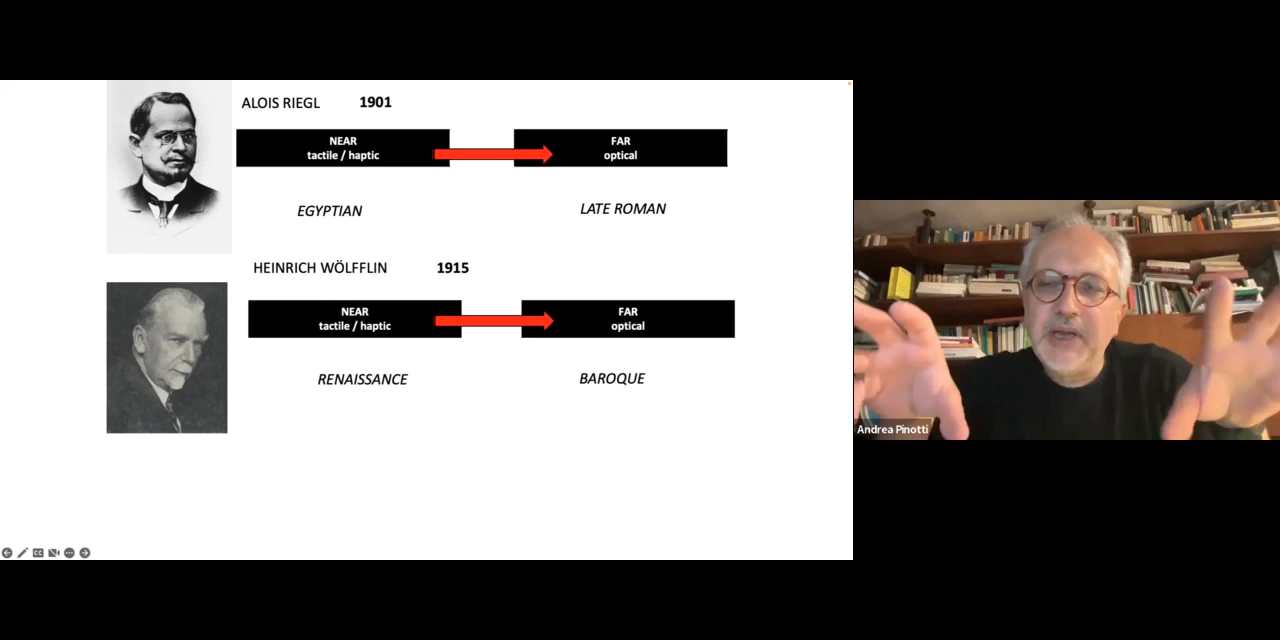 ALOIS RIEGL 1901
NEAR
tactile / haptic
FAR
optical
EGYPTIAN
LATE ROMAN
HEINRICH WÖLFFLIN 1915
NEAR
tactile / haptic
FAR
optical
RENAISSANCE
BAROQUE
Andrea Pinotti
CC